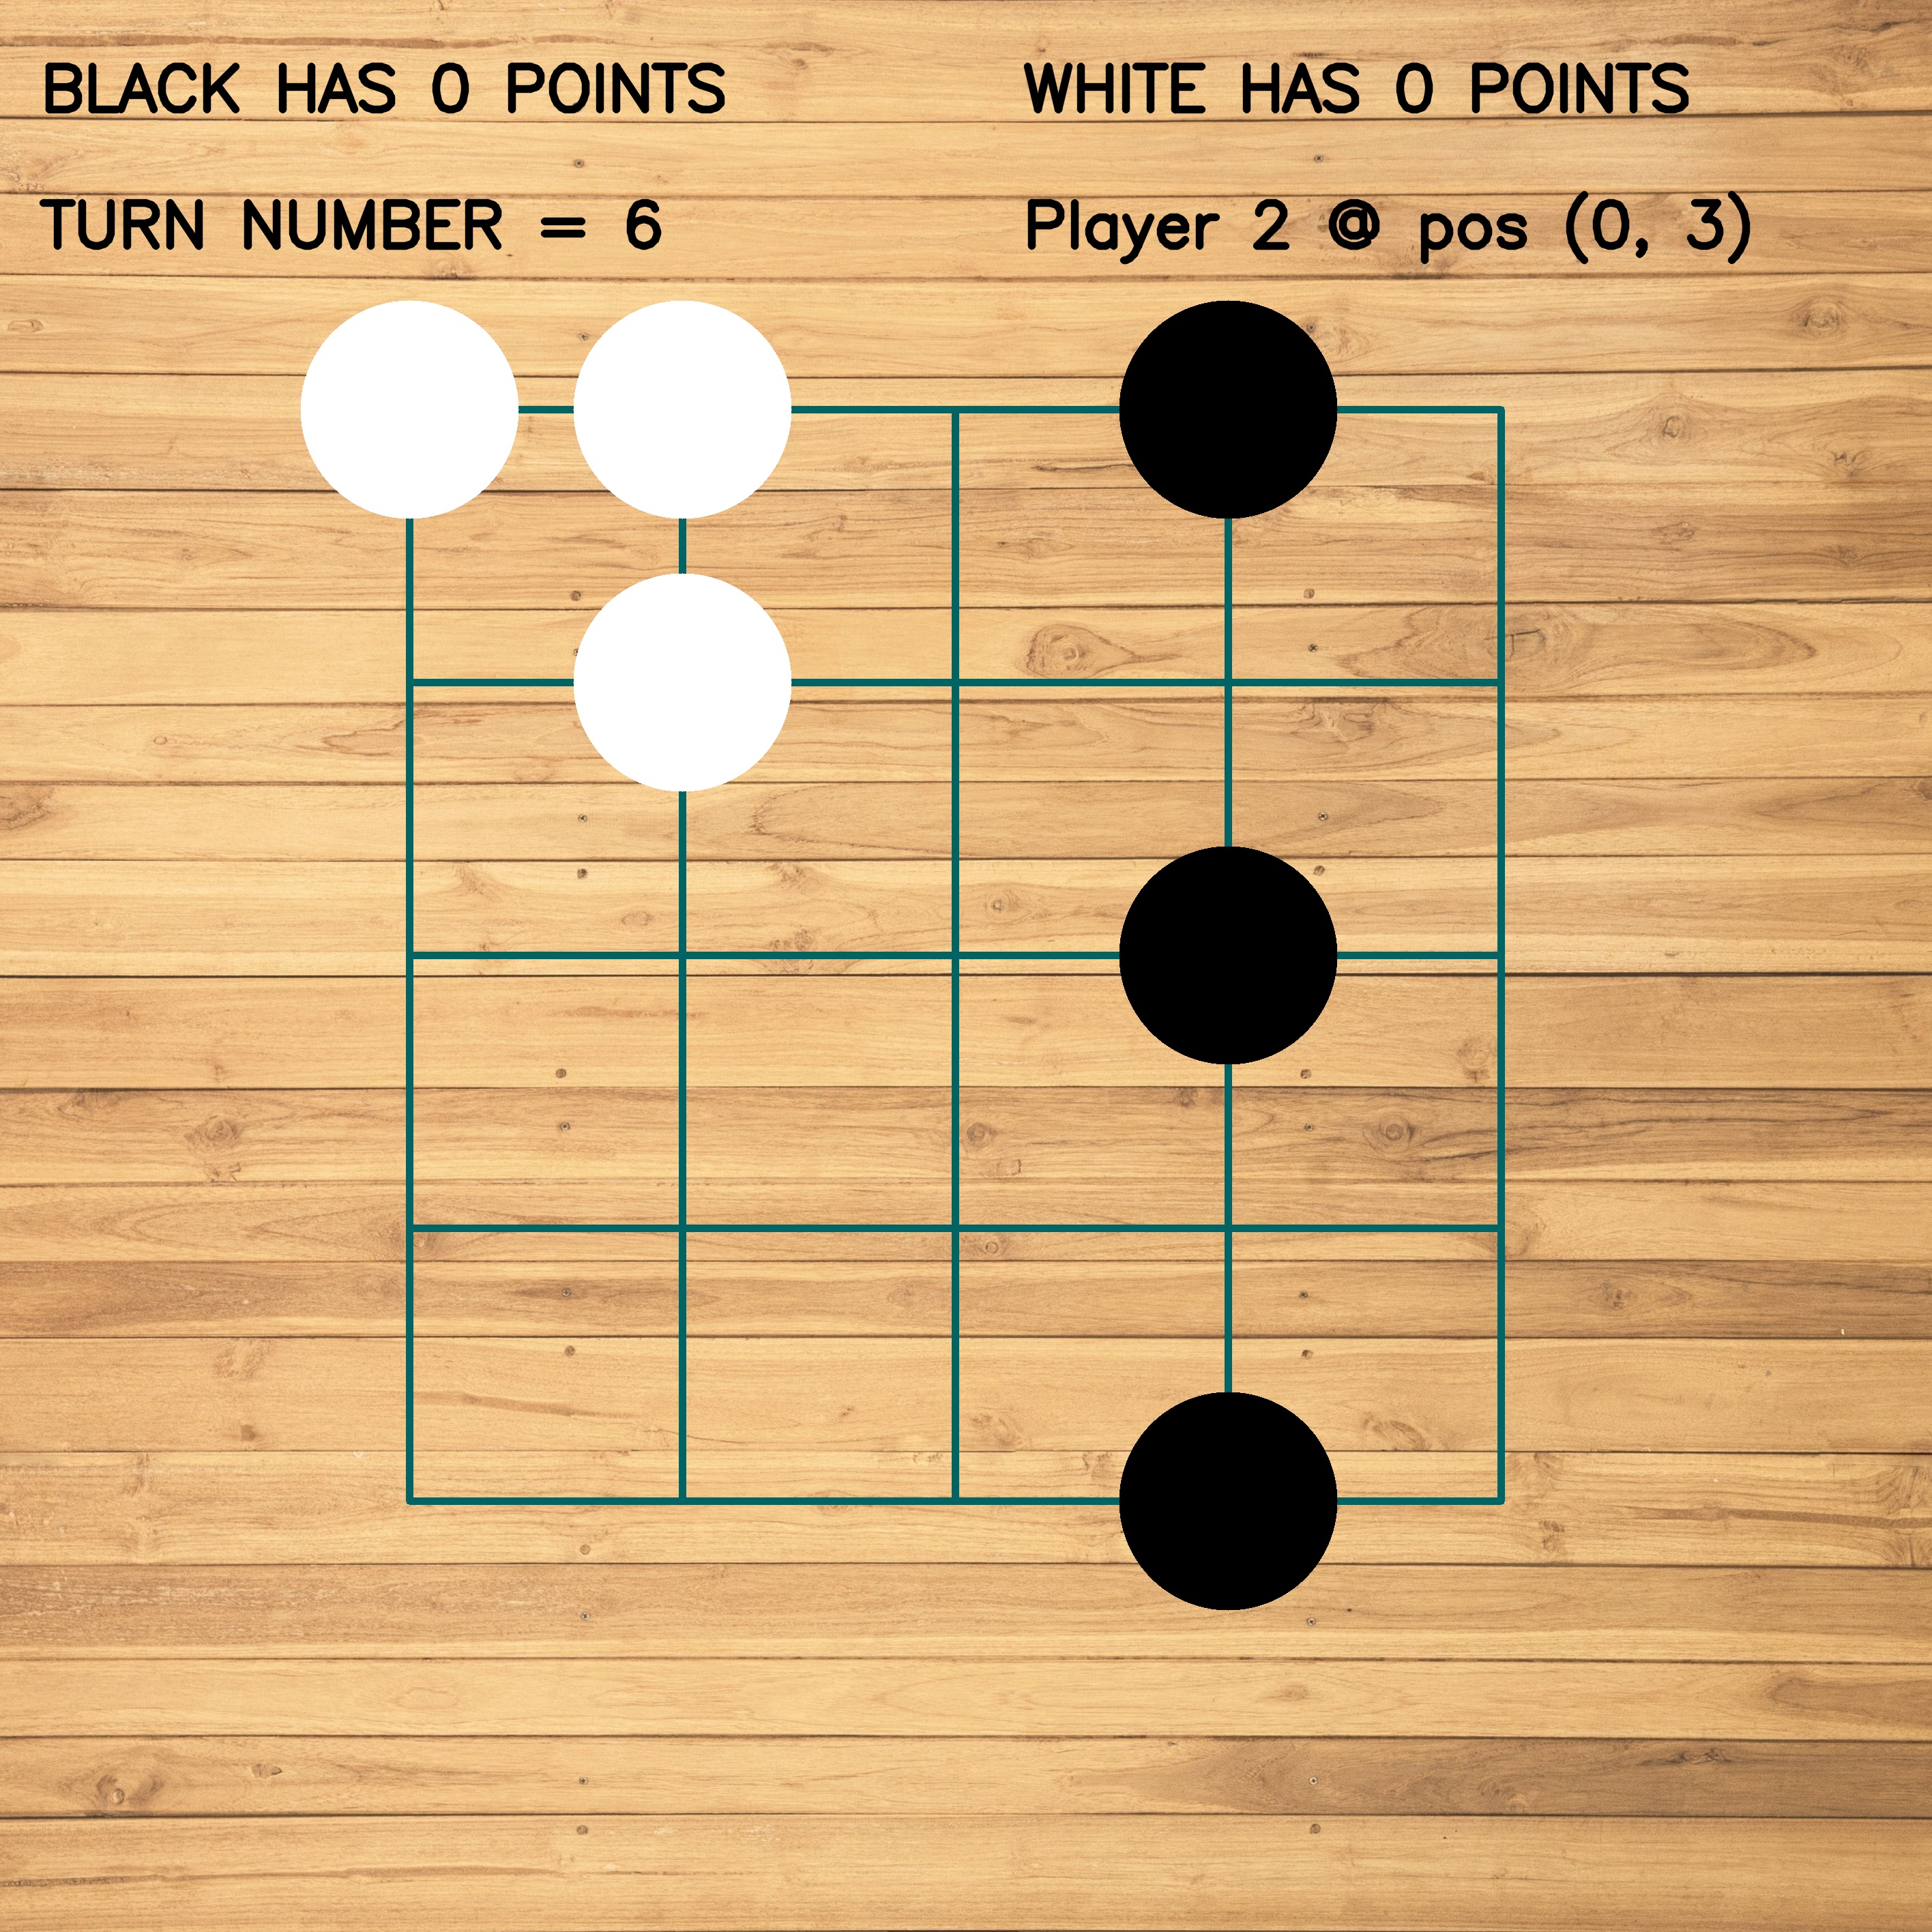 BLACK HAS 0 POINTS
WHITE HAS 0 POINTS
TURN NUMBER = 6
Player 2 @ pos (0, 3)